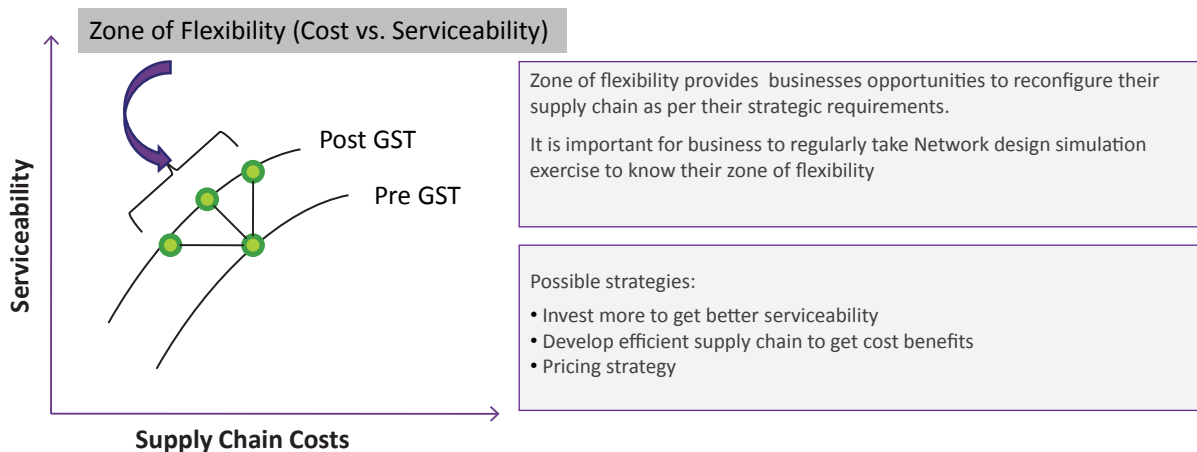 Zone of Flexibility (Cost vs. Serviceability)
Serviceability
Post GST
Pre GST
Supply Chain Costs
Zone of flexibility provides businesses opportunities to reconfigure their
supply chain as per their strategic requirements.
It is important for business to regularly take Network design simulation
exercise to know their zone of flexibility
Possible strategies:
• Invest more to get better serviceability
• Develop efficient supply chain to get cost benefits
• Pricing strategy